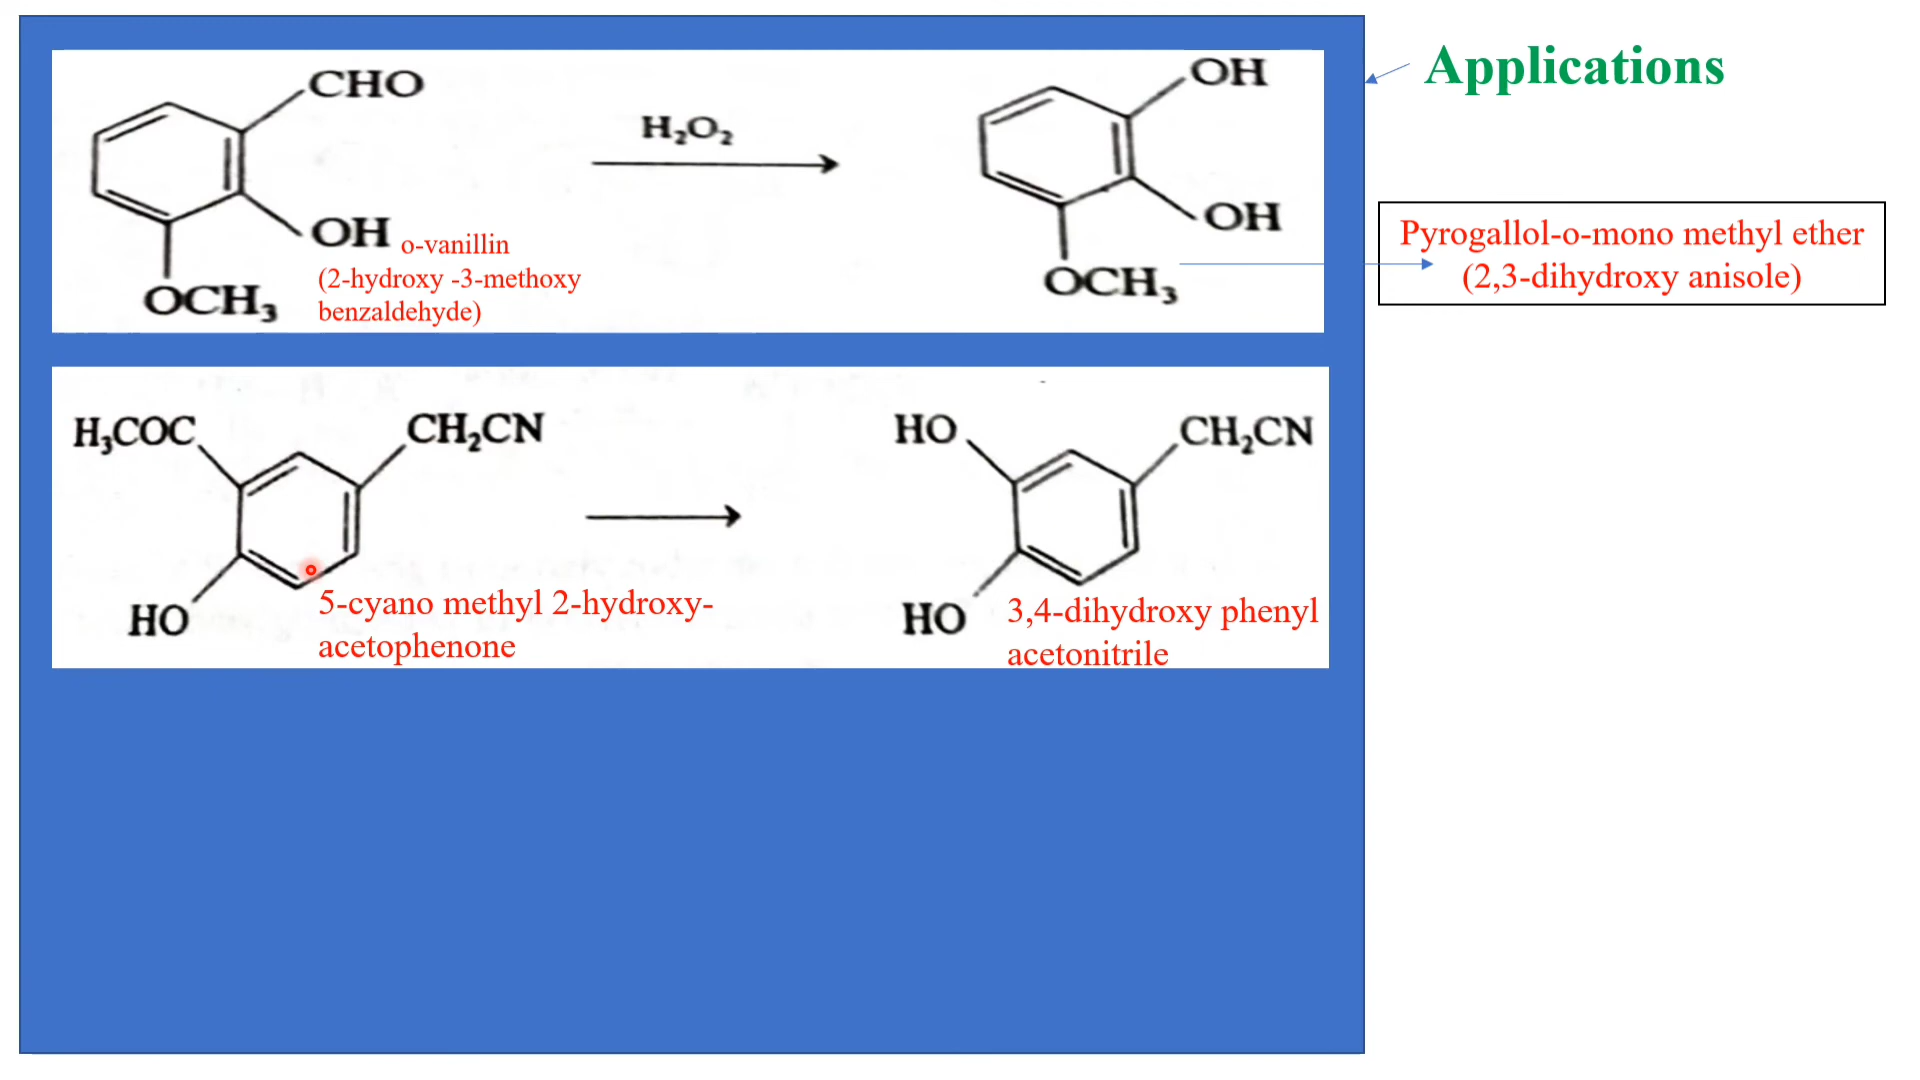 Applications
CHO
OH
OCH₃
o-vanillin
(2-hydroxy -3-methoxy
benzaldehyde)
H₂O₂
OH
OH
OCH₃
Pyrogallol-o-mono methyl ether
(2,3-dihydroxy anisole)
H₃COC
CH₂CN
HO
5-cyano methyl 2-hydroxy-
acetophenone
HO
CH₂CN
HO
3,4-dihydroxy phenyl
acetonitrile